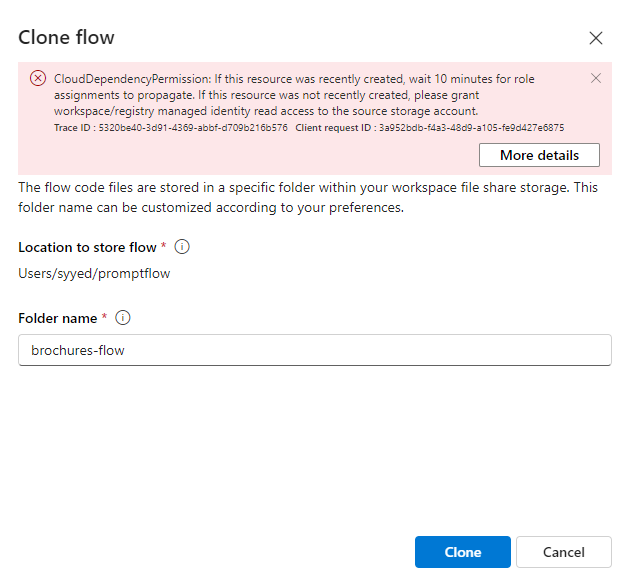 Clone flow
CloudDependencyPermission: If this resource was recently created, wait 10 minutes for role
assignments to propagate. If this resource was not recently created, please grant
workspace/registry managed identity read access to the source storage account.
Trace ID : 5320be40-3d91-4369-abbf-d709b216b576 Client request ID : 3a952bdb-f4a3-48d9-a105-fe9d427e6875
More details
The flow code files are stored in a specific folder within your workspace file share storage. This
folder name can be customized according to your preferences.
Location to store flow *
Users/syyed/promptflow
Folder name *
brochures-flow
Clone Cancel